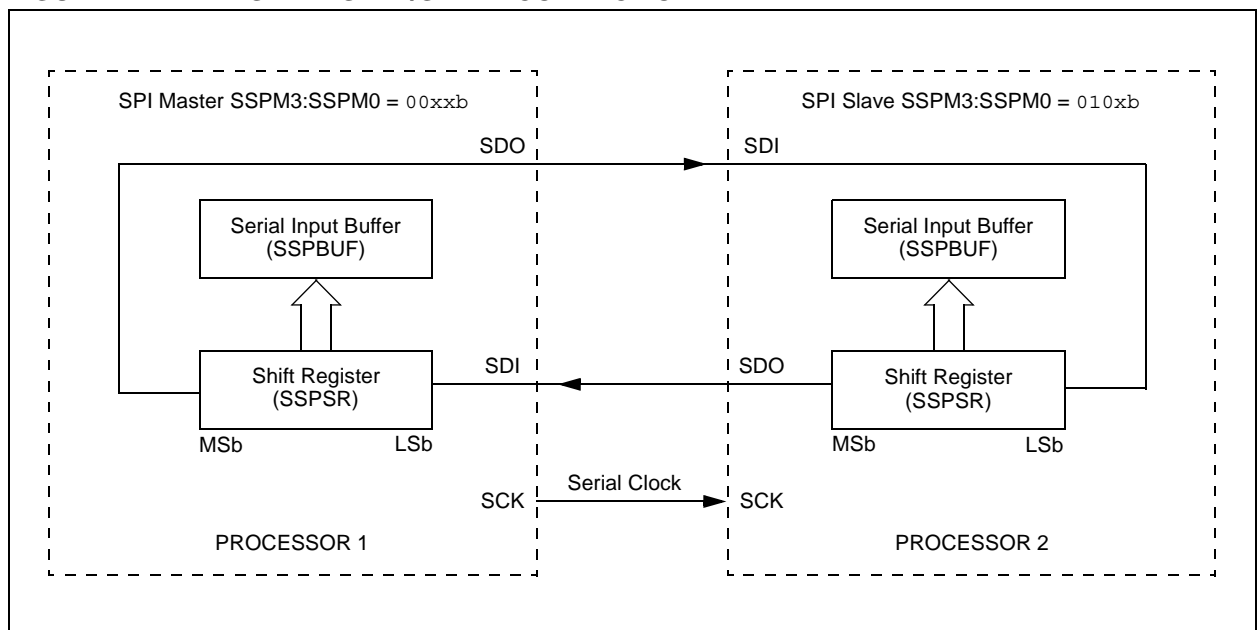 SPI Master SSPM3:SSPM0 = 00xxb
SDO
Serial Input Buffer
(SSPBUF)
Shift Register
(SSPSR)
MSb
LSb
SDI
SCK
PROCESSOR 1
Serial Clock
SPI Slave SSPM3:SSPM0 = 010xb
SDI
Serial Input Buffer
(SSPBUF)
SDO
Shift Register
(SSPSR)
MSb
LSb
SCK
PROCESSOR 2